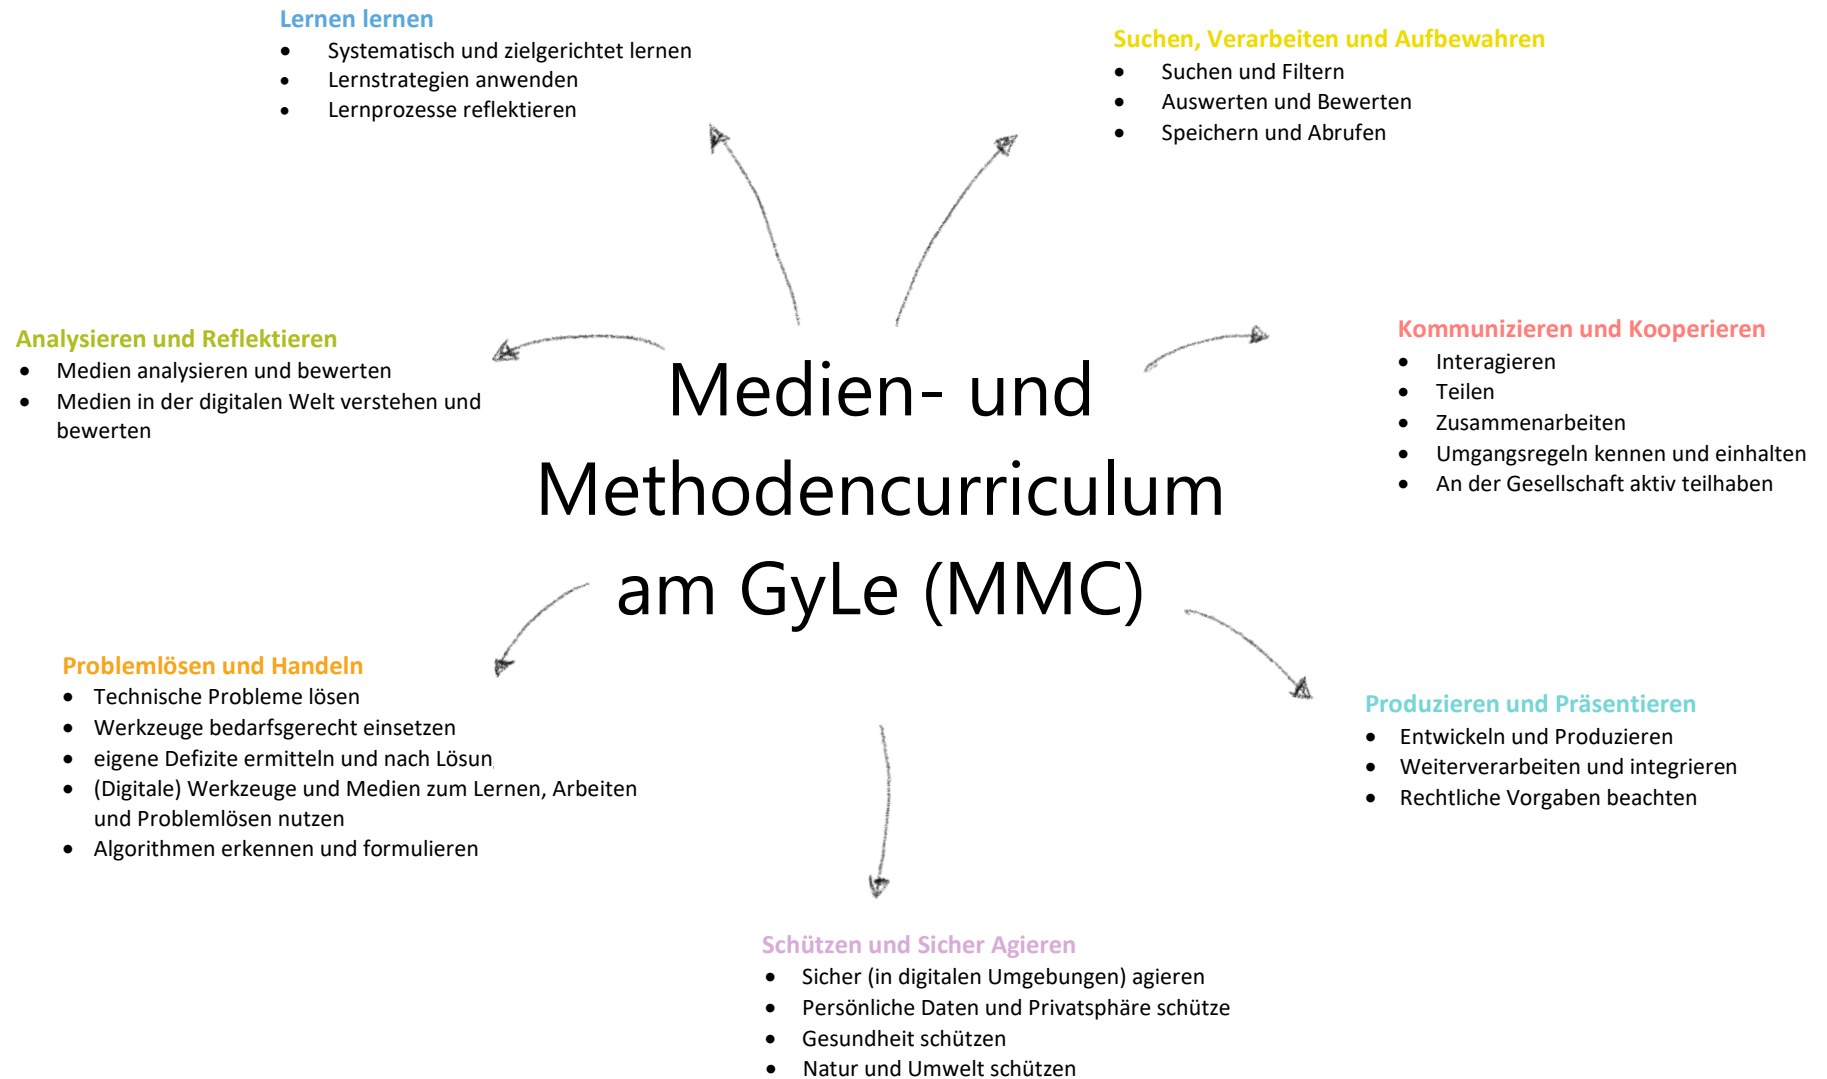 Lernen lernen
• Systematisch und zielgerichtet lernen
• Lernstrategien anwenden
• Lernprozesse reflektieren
Suchen, Verarbeiten und Aufbewahren
• Suchen und Filtern
• Auswerten und Bewerten
• Speichern und Abrufen
Analysieren und Reflektieren
• Medien analysieren und bewerten
• Medien in der digitalen Welt verstehen und
bewerten
Medien- und
Methodencurriculum
am GyLe (MMC)
Kommunizieren und Kooperieren
• Interagieren
• Teilen
• Zusammenarbeiten
• Umgangsregeln kennen und einhalten
• An der Gesellschaft aktiv teilhaben
Problemlösen und Handeln
• Technische Probleme lösen
• Werkzeuge bedarfsgerecht einsetzen
• eigene Defizite ermitteln und nach Lösun
• (Digitale) Werkzeuge und Medien zum Lernen, Arbeiten
und Problemlösen nutzen
• Algorithmen erkennen und formulieren
Produzieren und Präsentieren
• Entwickeln und Produzieren
• Weiterverarbeiten und integrieren
• Rechtliche Vorgaben beachten
Schützen und Sicher Agieren
• Sicher (in digitalen Umgebungen) agieren
• Persönliche Daten und Privatsphäre schütze
• Gesundheit schützen
• Natur und Umwelt schützen